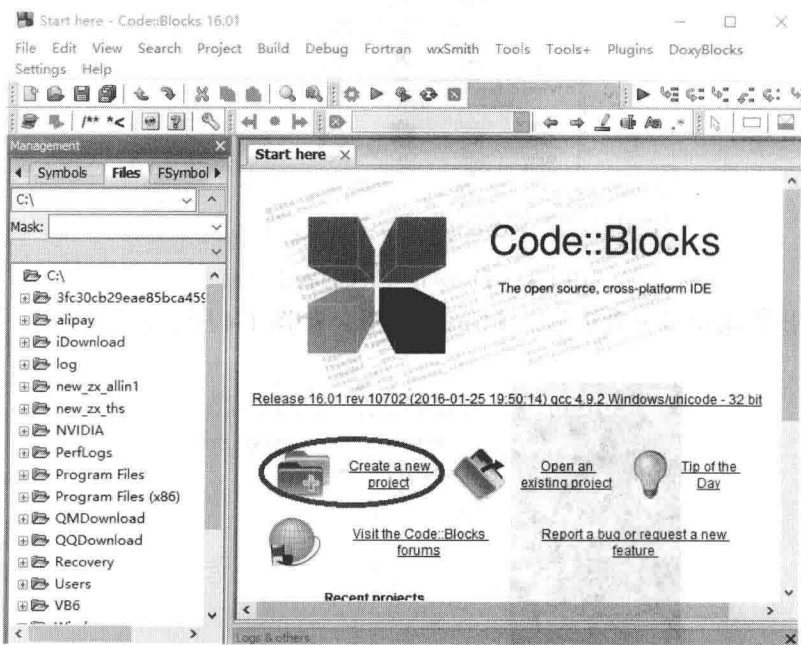 Start here - Code::Blocks 16.01
File Edit View Search Project Build Debug Fortran wxSmith Tools Tools+ Plugins DoxyBlocks
Settings Help
/** *<
Management
Symbols Files FSymbol
Start here
C:\
Mask:
C:\
3fc30cb29eae85bca459
alipay
iDownload
log
new_zx_allin1
new_zx_ths
NVIDIA
PerfLogs
Program Files
Program Files (x86)
QMDownload
QQDownload
Recovery
Users
VB6
Code::Blocks
The open source, cross-platform IDE
Release 16.01 rev 10702 (2016-01-25 19:50:14) gcc 4.9.2 Windows/unicode - 32 bit
Create a new
project
Open an
existing project
Tip of the
Day
Visit the Code::Blocks
forums
Report a bug or request a new
feature
Recent projects
Logs & others